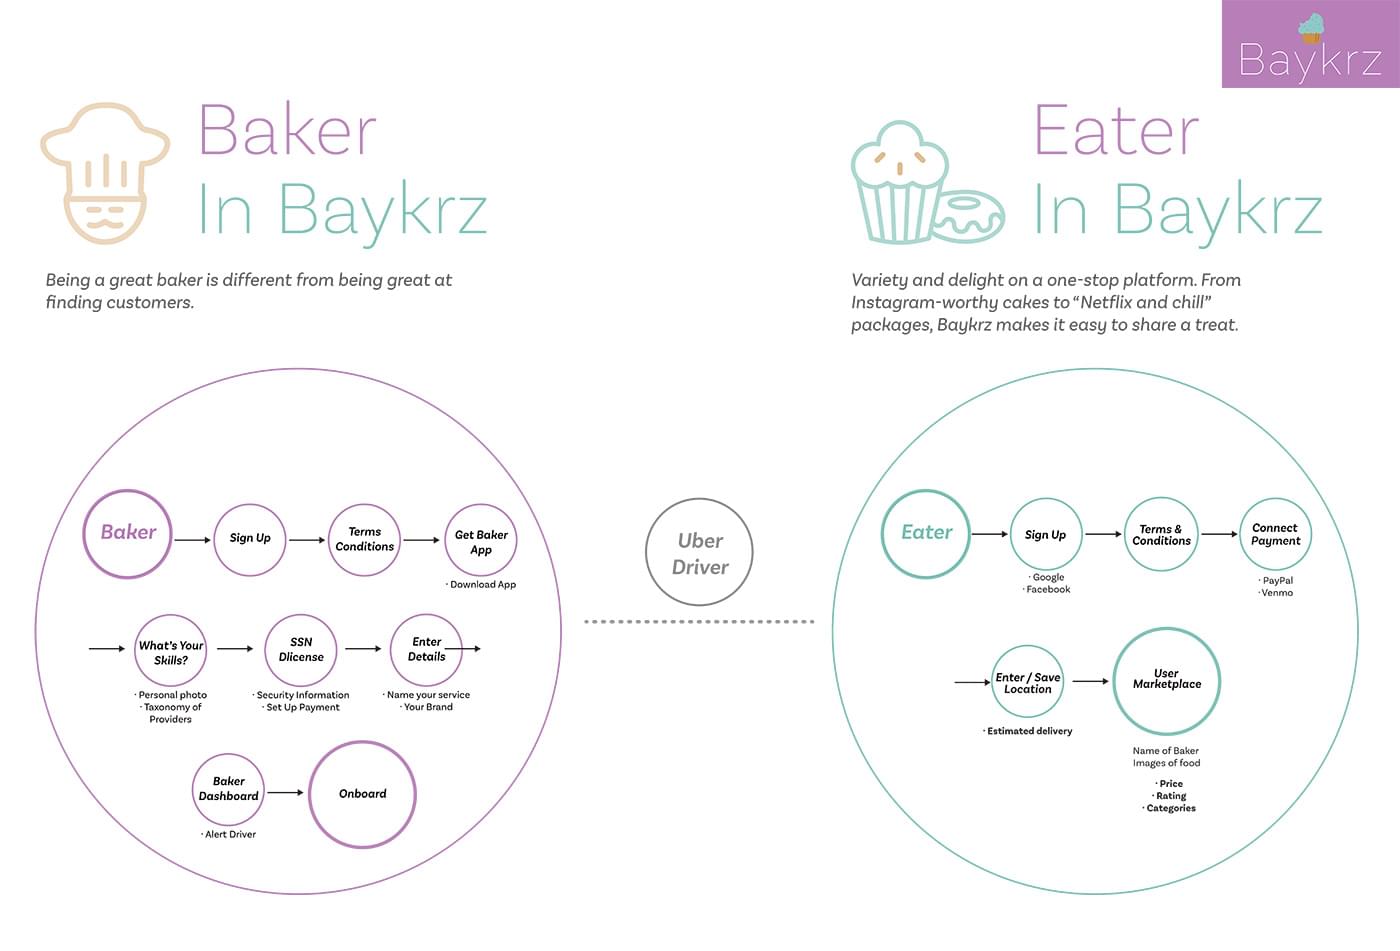 Baykrz
Baker
In Baykrz
Being a great baker is different from being great at
finding customers.
Eater
In Baykrz
Variety and delight on a one-stop platform. From
Instagram-worthy cakes to “Netflix and chill”
packages, Baykrz makes it easy to share a treat.
Baker
Sign Up
Terms
Conditions
Get Baker
App
· Download App
What's Your
Skills?
· Personal photo
· Taxonomy of
Providers
SSN
Dlicense
· Security Information
· Set Up Payment
Enter
Details
· Name your service
· Your Brand
Baker
Dashboard
· Alert Driver
Onboard
Uber
Driver
Eater
Sign Up
· Google
· Facebook
Terms &
Conditions
Connect
Payment
· PayPal
· Venmo
Enter / Save
Location
· Estimated delivery
User
Marketplace
Name of Baker
Images of food
· Price
· Rating
· Categories